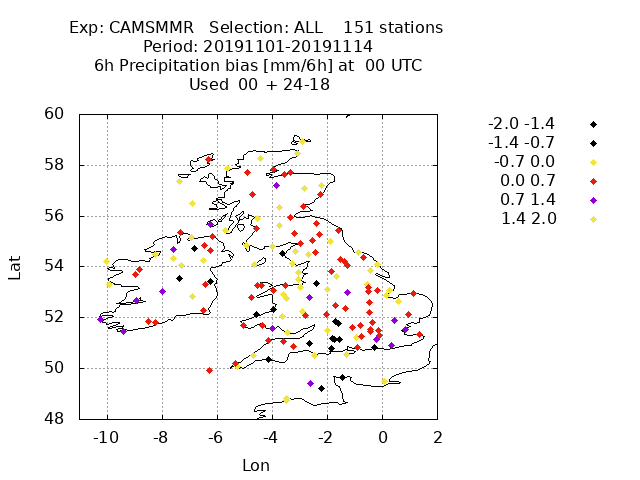 Exp: CAMSMMR   Selection: ALL    151 stations
Period: 20191101-20191114
6h Precipitation bias [mm/6h] at  00 UTC
Used  00 + 24-18
60
58
56
54
52
50
48
Lat
-10 -8 -6 -4 -2 0 2
Lon
-2.0 -1.4
-1.4 -0.7
-0.7 0.0
0.0 0.7
0.7 1.4
1.4 2.0